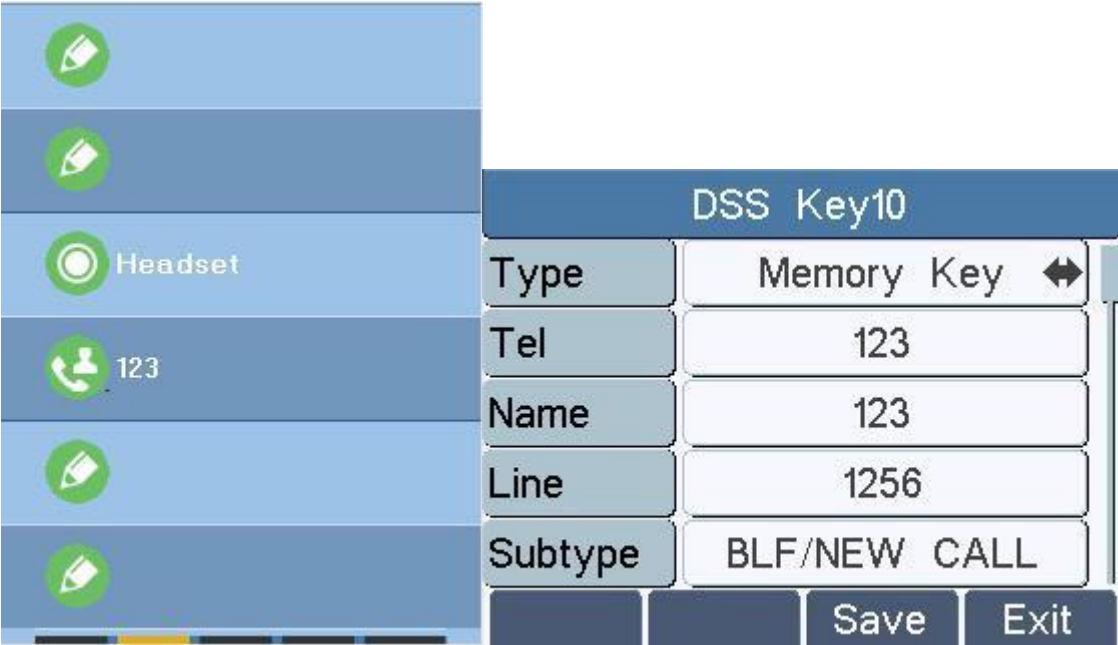 Headset
123
DSS Key10
Type Memory Key
Tel 123
Name 123
Line 1256
Subtype BLF/NEW CALL
Save Exit